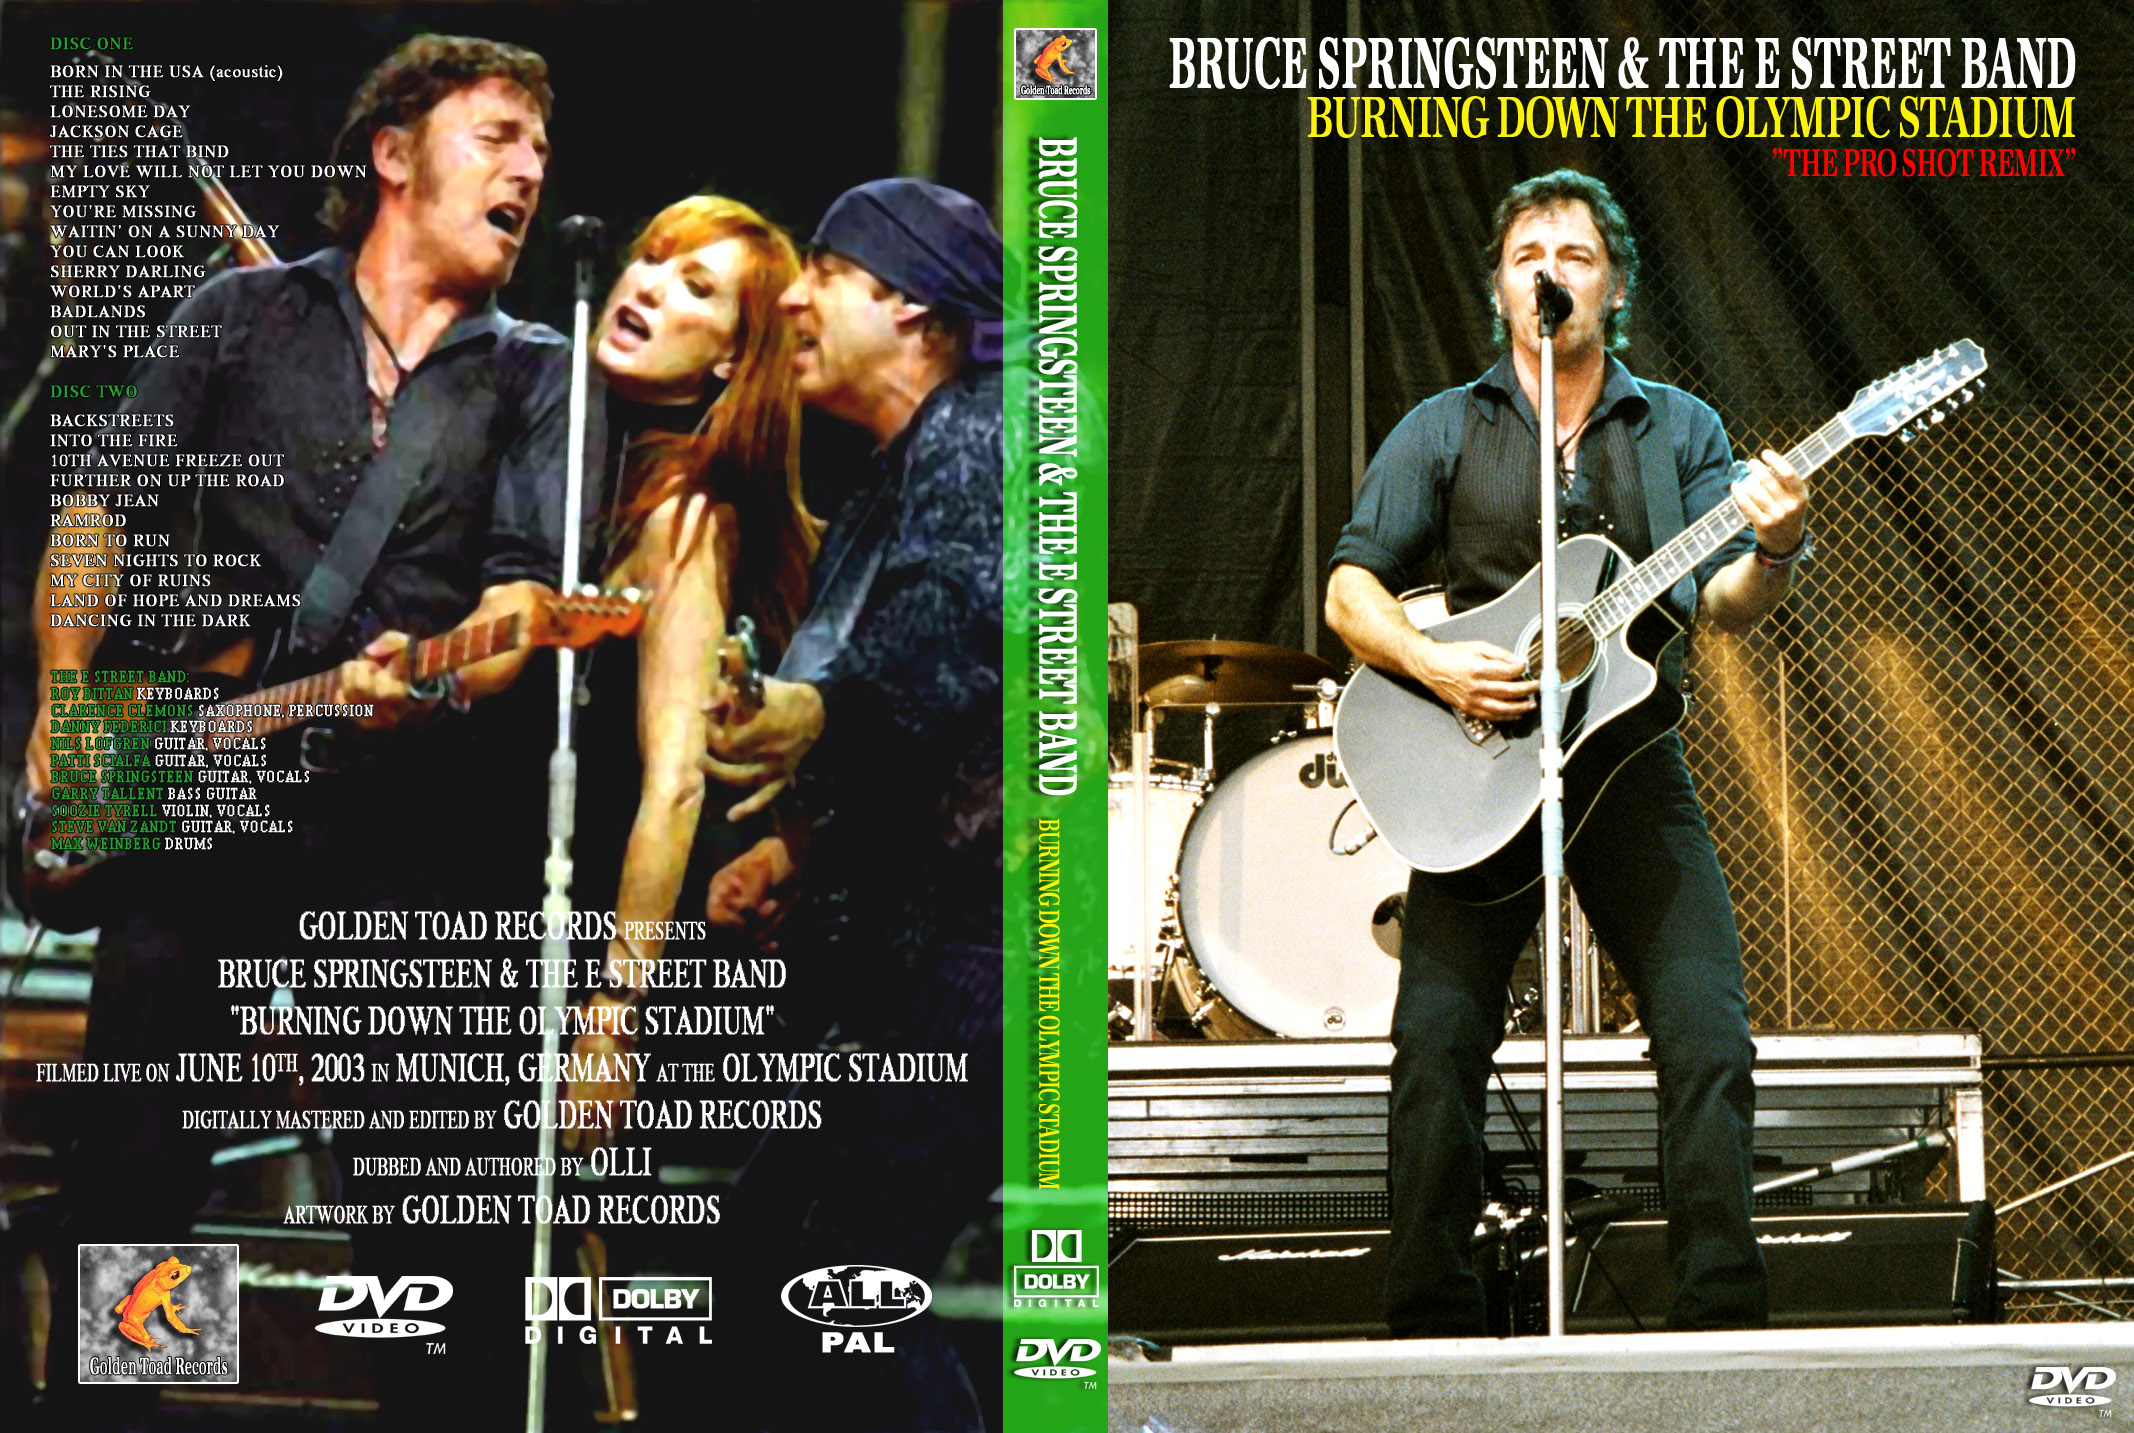 DISC ONE
BORN IN THE USA (acoustic)
THE RISING
LONESOME DAY
JACKSON CAGE
THE TIES THAT BIND
MY LOVE WILL NOT LET YOU DOWN
EMPTY SKY
YOU'RE MISSING
WAITIN' ON A SUNNY DAY
YOU CAN LOOK
SHERRY DARLING
WORLD'S APART
BADLANDS
OUT IN THE STREET
MARY'S PLACE
DISC TWO
BACKSTREETS
INTO THE FIRE
10TH AVENUE FREEZE OUT
FURTHER ON UP THE ROAD
BOBBY JEAN
RAMROD
BORN TO RUN
SEVEN NIGHTS TO ROCK
MY CITY OF RUINS
LAND OF HOPE AND DREAMS
DANCING IN THE DARK
THE E STREET BAND:
ROY BITTAN KEYBOARDS
CLARENCE CLEMONS SAXOPHONE, PERCUSSION
DANNY FEDERICI KEYBOARDS
NILS LOFGREN GUITAR, VOCALS
PATTI SCIALFA GUITAR, VOCALS
BRUCE SPRINGSTEEN GUITAR, VOCALS
GARRY TALLENT BASS GUITAR
SOOZIE TYRELL VIOLIN, VOCALS
STEVE VAN ZANDT GUITAR, VOCALS
MAX WEINBERG DRUMS
GOLDEN TOAD RECORDS PRESENTS
BRUCE SPRINGSTEEN & THE E STREET BAND
"BURNING DOWN THE OLYMPIC STADIUM"
FILMED LIVE ON JUNE 10TH, 2003 IN MUNICH, GERMANY AT THE OLYMPIC STADIUM
DIGITALLY MASTERED AND EDITED BY GOLDEN TOAD RECORDS
DUBBED AND AUTHORED BY OLLI
ARTWORK BY GOLDEN TOAD RECORDS
Golden Toad Records
DVD
VIDEO
TM
DOLBY
DIGITAL
ALL
PAL
Golden Toad Records
BRUCE SPRINGSTEEN & THE E STREET BAND
BURNING DOWN THE OLYMPIC STADIUM
DOLBY
DIGITAL
DVD
VIDEO
TM
BRUCE SPRINGSTEEN & THE E STREET BAND
BURNING DOWN THE OLYMPIC STADIUM
"THE PRO SHOT REMIX"
dw
Marshall
Marshall
DVD
VIDEO
TM